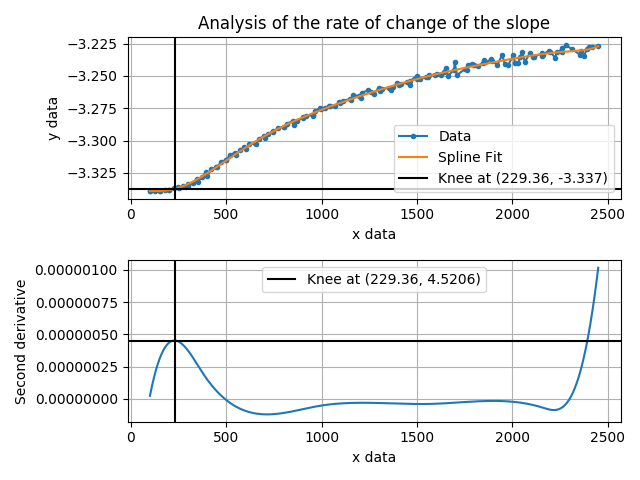 Analysis of the rate of change of the slope
−3.225
−3.250
−3.275
−3.300
−3.325
y data
Data
Spline Fit
Knee at (229.36, -3.337)
0 500 1000 1500 2000 2500
x data
0.00000100
0.00000075
0.00000050
0.00000025
0.00000000
Second derivative
Knee at (229.36, 4.5206)
0 500 1000 1500 2000 2500
x data